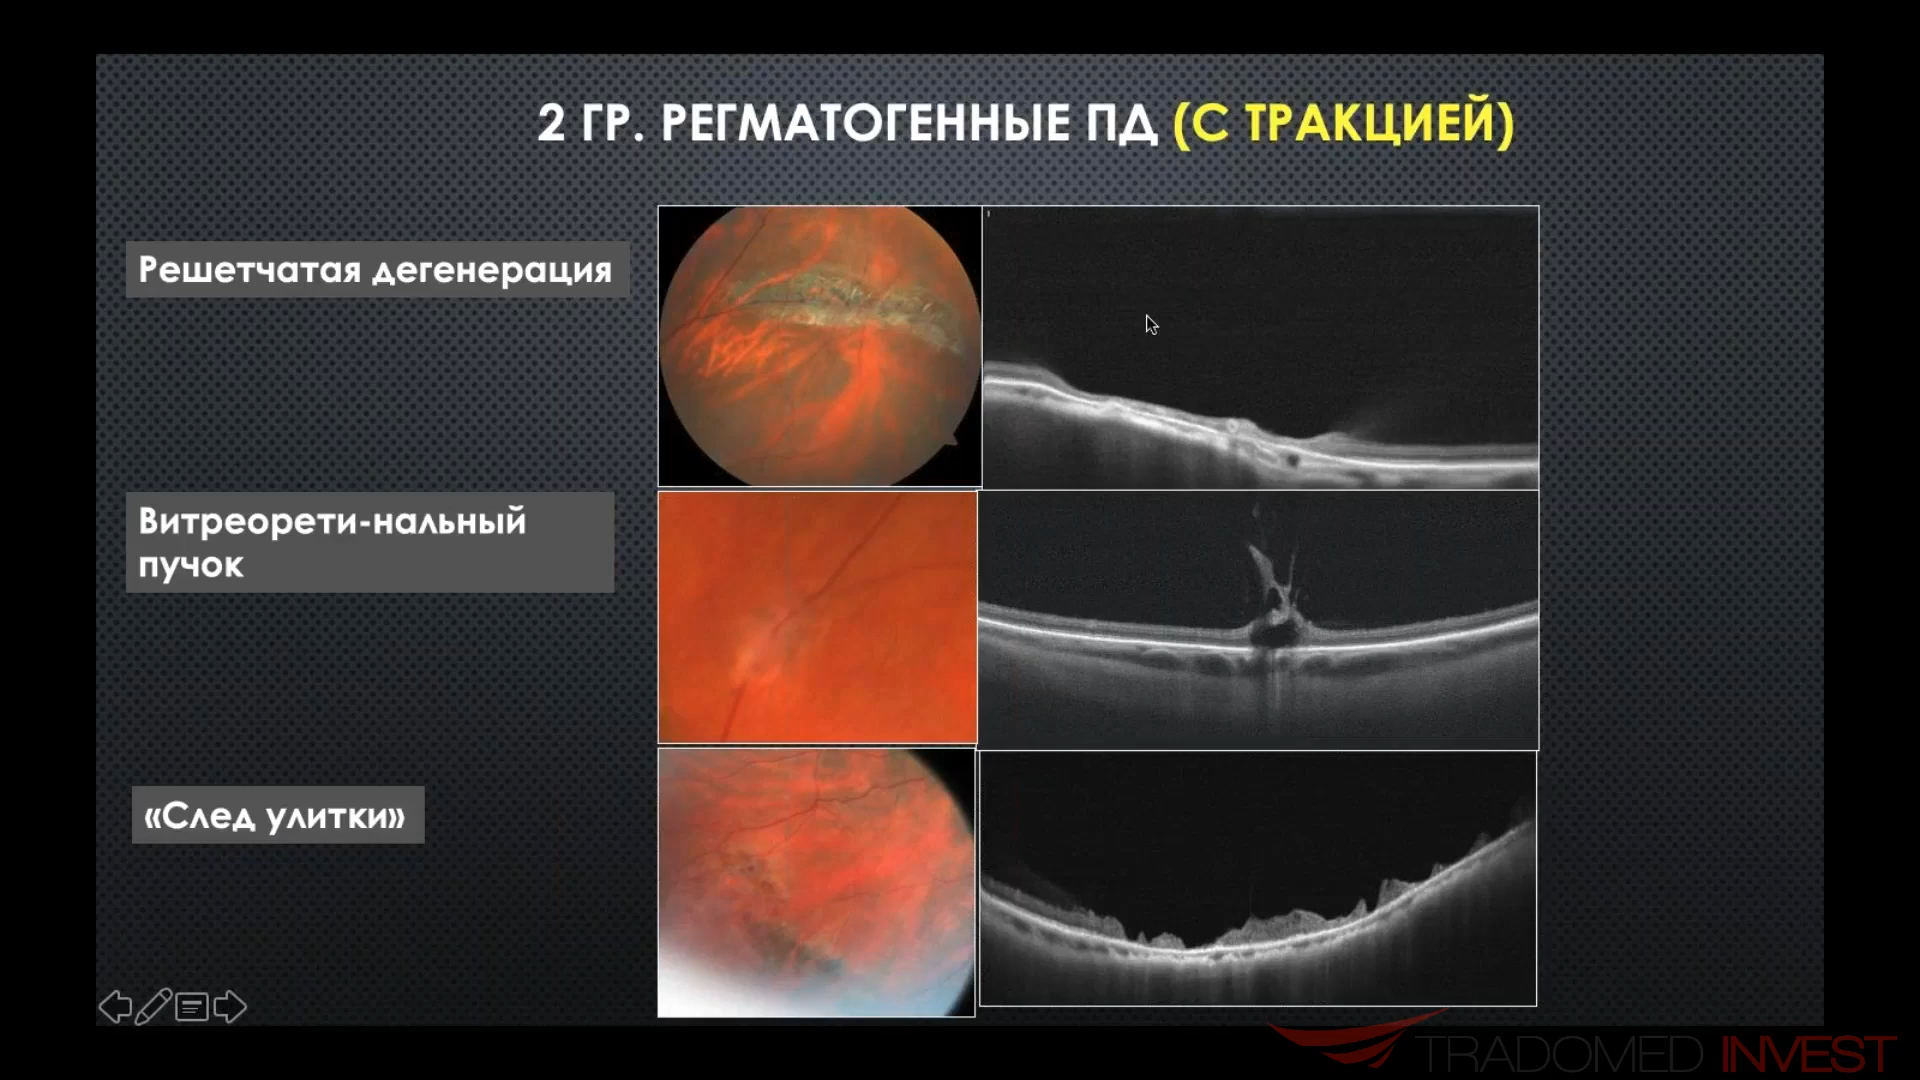 2 ГР. РЕГМАТОГЕННЫЕ ПД (С ТРАКЦИЕЙ)
Решетчатая дегенерация
Витреорети-нальный
пучок
«След улитки»
TRADOMED INVEST